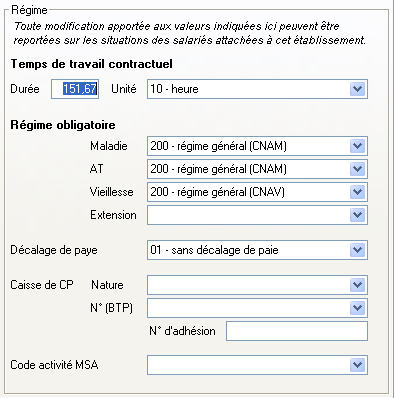 Régime
Toute modification apportée aux valeurs indiquées ici peuvent être
reportées sur les situations des salariés attachées à cet établissement.
Temps de travail contractuel
Durée 151,67 Unité 10 - heure
Régime obligatoire
Maladie 200 - régime général (CNAM)
AT 200 - régime général (CNAM)
Vieillesse 200 - régime général (CNAV)
Extension
Décalage de paye 01 - sans décalage de paie
Caisse de CP Nature
N° (BTP)
N° d'adhésion
Code activité MSA